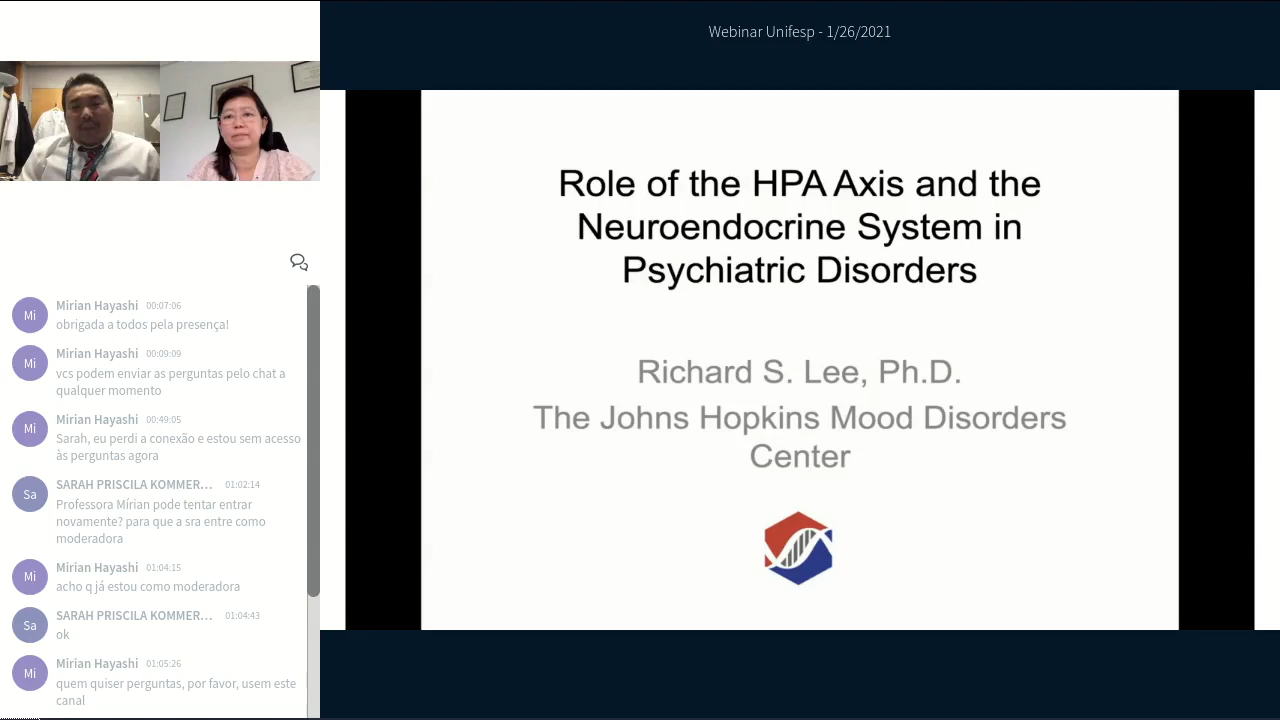 Webinar Unifesp - 1/26/2021
Role of the HPA Axis and the
Neuroendocrine System in
Psychiatric Disorders
Richard S. Lee, Ph.D.
The Johns Hopkins Mood Disorders
Center
Mi
Mirian Hayashi 00:07:06
obrigada a todos pela presença!
Mi
Mirian Hayashi 00:09:09
vcs podem enviar as perguntas pelo chat a
qualquer momento
Mi
Mirian Hayashi 00:49:05
Sarah, eu perdi a conexão e estou sem acesso
às perguntas agora
Sa
SARAH PRISCILA KOMMER... 01:02:14
Professora Mírian pode tentar entrar
novamente? para que a sra entre como
moderadora
Mi
Mirian Hayashi 01:04:15
acho q já estou como moderadora
Sa
SARAH PRISCILA KOMMER... 01:04:43
ok
Mi
Mirian Hayashi 01:05:26
quem quiser perguntas, por favor, usem este
canal